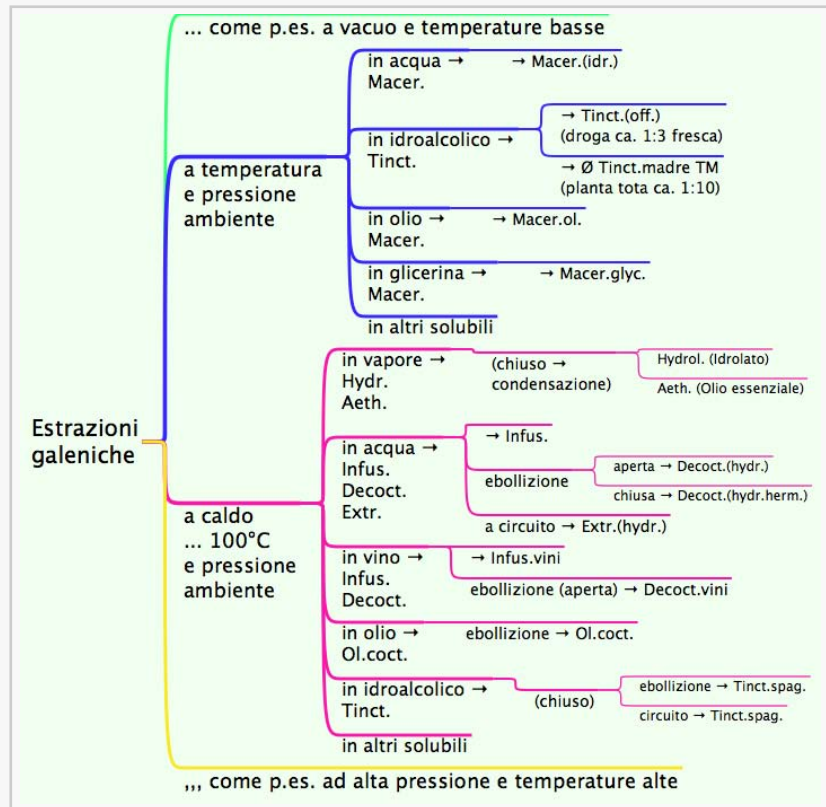 ... come p.es. a vacuo e temperature basse
in acqua →
Macer.
→ Macer.(idr.)
in idroalcolico →
Tinct.
→ Tinct.(off.)
(droga ca. 1:3 fresca)
→ Ø Tinct.madre TM
(planta tota ca. 1:10)
a temperatura
e pressione
ambiente
in olio →
Macer.
→ Macer.ol.
in glicerina →
Macer.
→ Macer.glyc.
in altri solubili
Estrazioni
galeniche
in vapore →
Hydr.
Aeth.
(chiuso →
condensazione)
Hydrol. (Idrolato)
Aeth. (Olio essenziale)
in acqua →
Infus.
Decoct.
Extr.
→ Infus.
ebollizione
aperta → Decoct.(hydr.)
chiusa → Decoct.(hydr.herm.)
a circuito → Extr.(hydr.)
a caldo
... 100°C
e pressione
ambiente
in vino →
Infus.
Decoct.
→ Infus.vini
ebollizione (aperta) → Decoct.vini
in olio →
Ol.coct.
ebollizione → Ol.coct.
in idroalcolico →
Tinct.
(chiuso)
ebollizione → Tinct.spag.
circuito → Tinct.spag.
in altri solubili
,,, come p.es. ad alta pressione e temperature alte